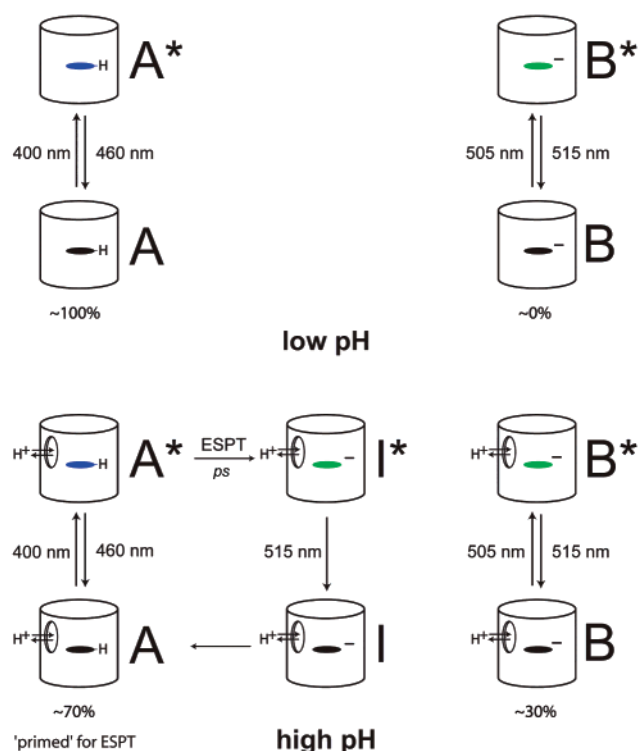 H A* – B*
400 nm 460 nm 505 nm 515 nm
H A – B
~100% ~0%
low pH
H+ H A* ESPT H+ – I* H+ – B*
ps
400 nm 460 nm 515 nm 505 nm 515 nm
H+ H A H+ – I H+ – B
~70% ~30%
'primed' for ESPT high pH